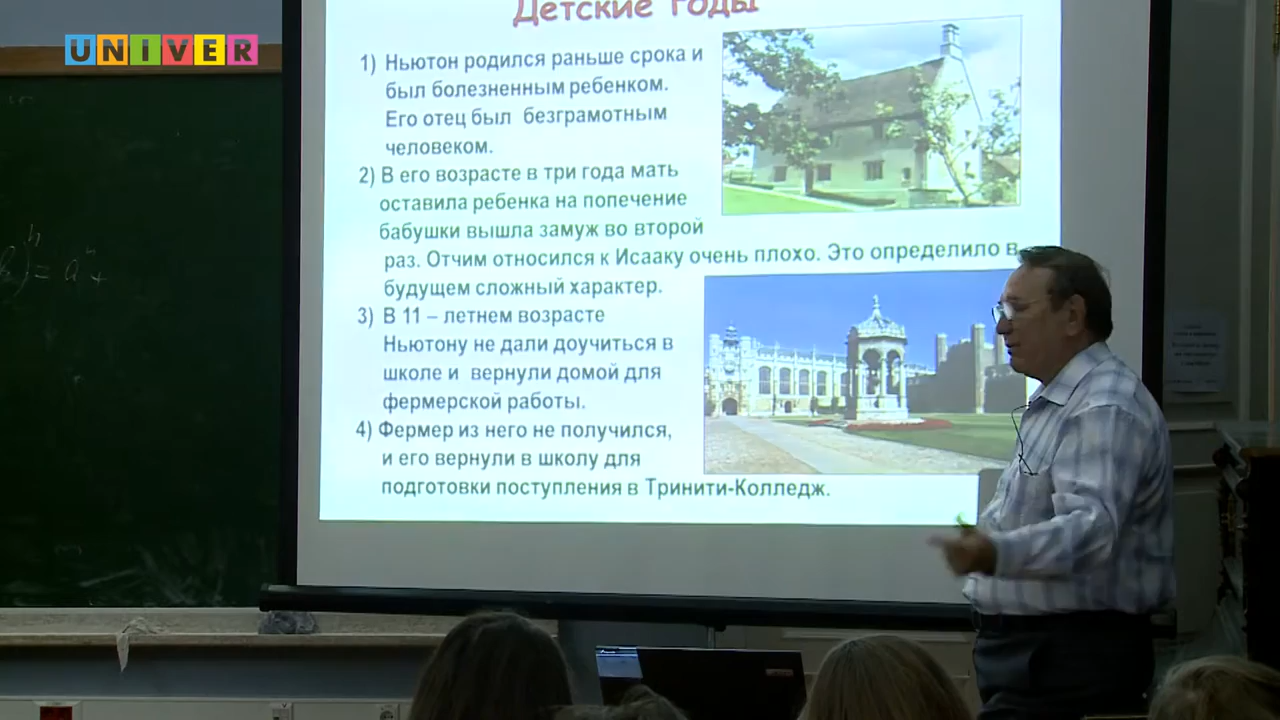 UNIVER
Детские годы
1) Ньютон родился раньше срока и
был болезненным ребенком.
Его отец был безграмотным
человеком.
2) В его возрасте в три года мать
оставила ребенка на попечение
бабушки вышла замуж во второй
раз. Отчим относился к Исааку очень плохо. Это определило в
будущем сложный характер.
3) В 11 – летнем возрасте
Ньютону не дали доучиться в
школе и вернули домой для
фермерской работы.
4) Фермер из него не получился,
и его вернули в школу для
подготовки поступления в Тринити-Колледж.
= a